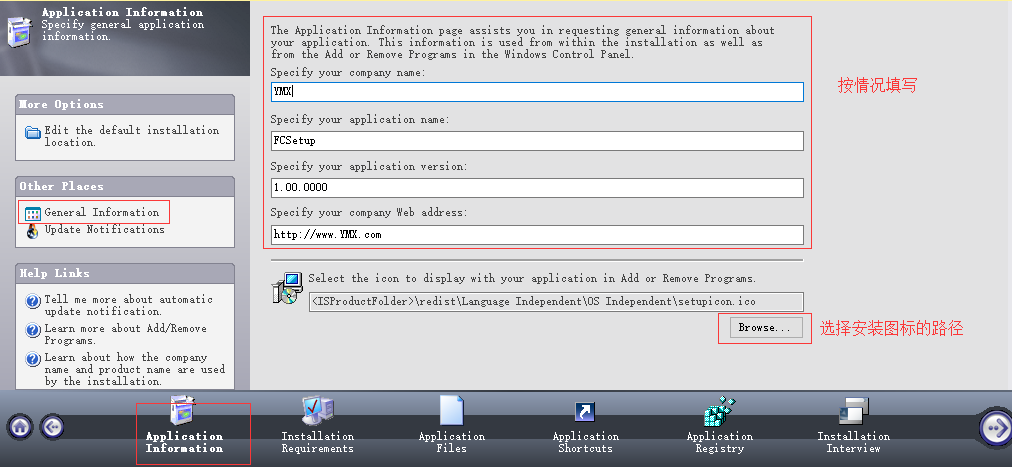 Application Information
Specify general application
information.
More Options
Edit the default installation
location.
Other Places
General Information
Update Notifications
Help Links
Tell me more about automatic
update notification.
Learn more about Add/Remove
Programs.
Learn about how the company
name and product name are used
by the installation.
The Application Information page assists you in requesting general information about
your application. This information is used from within the installation as well as
from the Add or Remove Programs in the Windows Control Panel.
Specify your company name:
YMX
按情况填写
Specify your application name:
FCSetup
Specify your application version:
1.00.0000
Specify your company Web address:
http://www.YMX.com
Select the icon to display with your application in Add or Remove Programs.
<ISProductFolder>\redist\Language Independent\OS Independent\setupicon.ico
Browse...
选择安装图标的路径
Application
Information
Installation
Requirements
Application
Files
Application
Shortcuts
Application
Registry
Installation
Interview